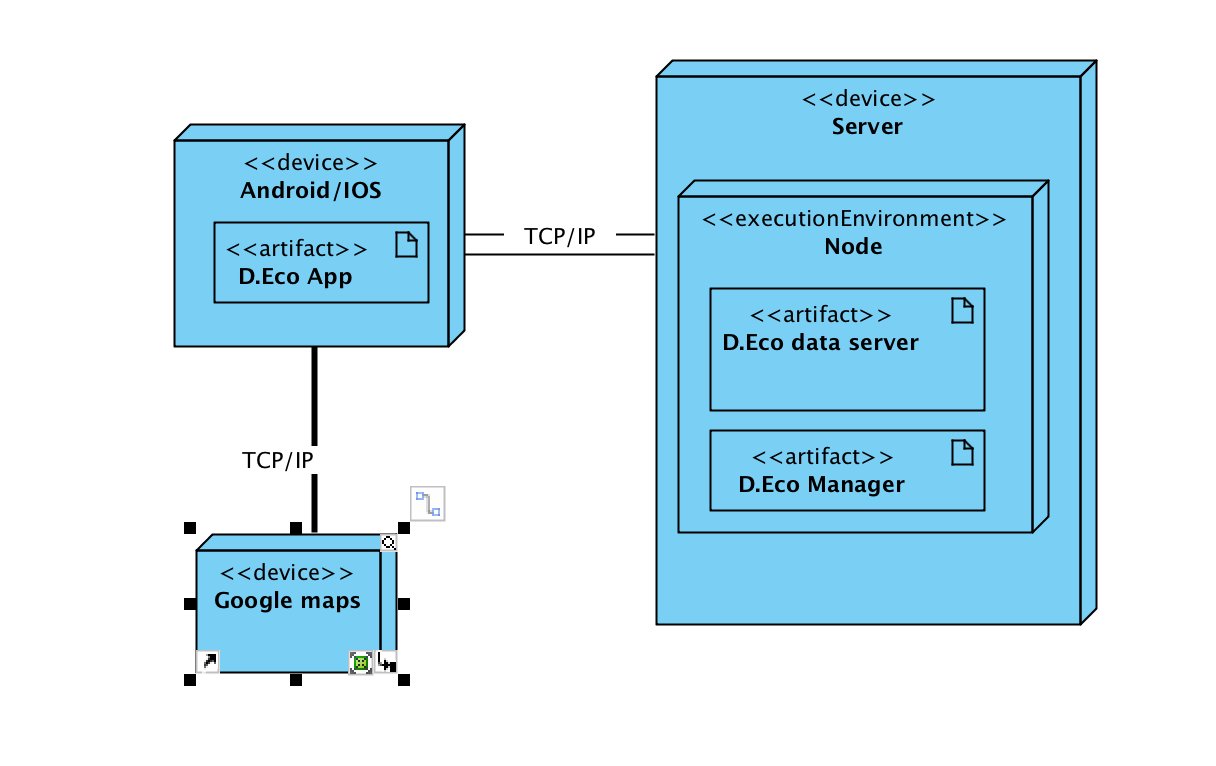 <<device>>
Android/IOS
<<artifact>>
D.Eco App
TCP/IP
<<device>>
Server
<<executionEnvironment>>
Node
<<artifact>>
D.Eco data server
<<artifact>>
D.Eco Manager
TCP/IP
<<device>>
Google maps